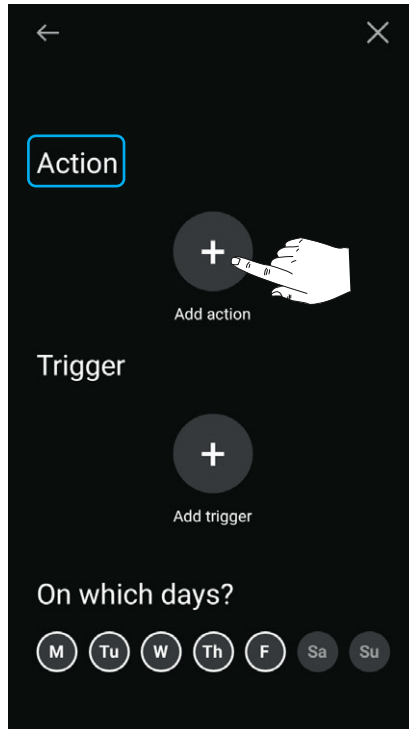 Action
Add action
Trigger
Add trigger
On which days?
M Tu W Th F Sa Su